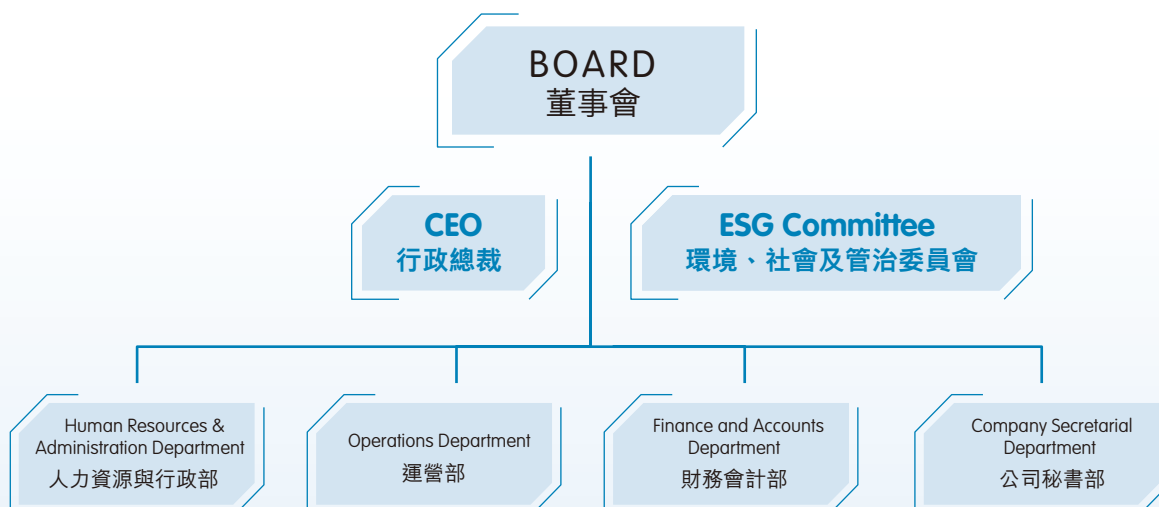 BOARD
董事會
CEO
行政總裁
ESG Committee
環境、社會及管治委員會
Human Resources &
Administration Department
人力資源與行政部
Operations Department
運營部
Finance and Accounts
Department
財務會計部
Company Secretarial
Department
公司秘書部